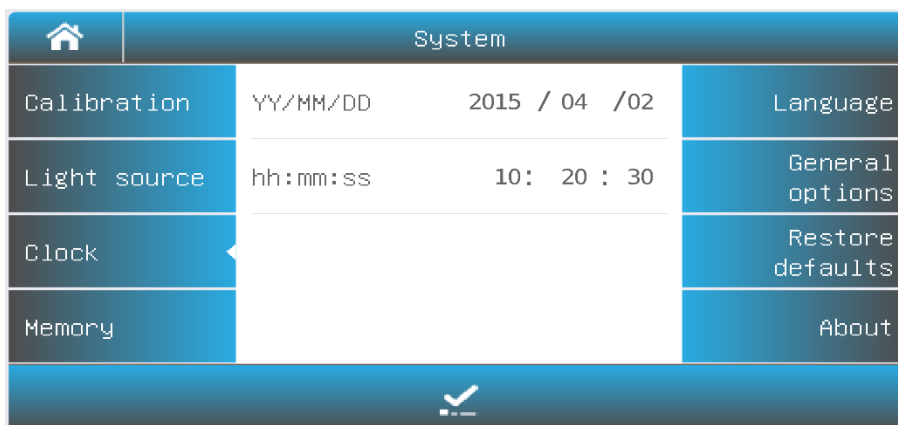 System
Calibration
YY/MM/DD 2015 / 04 /02
Language
Light source
hh:mm:ss 10: 20 : 30
General
options
Clock
Restore
defaults
Memory
About